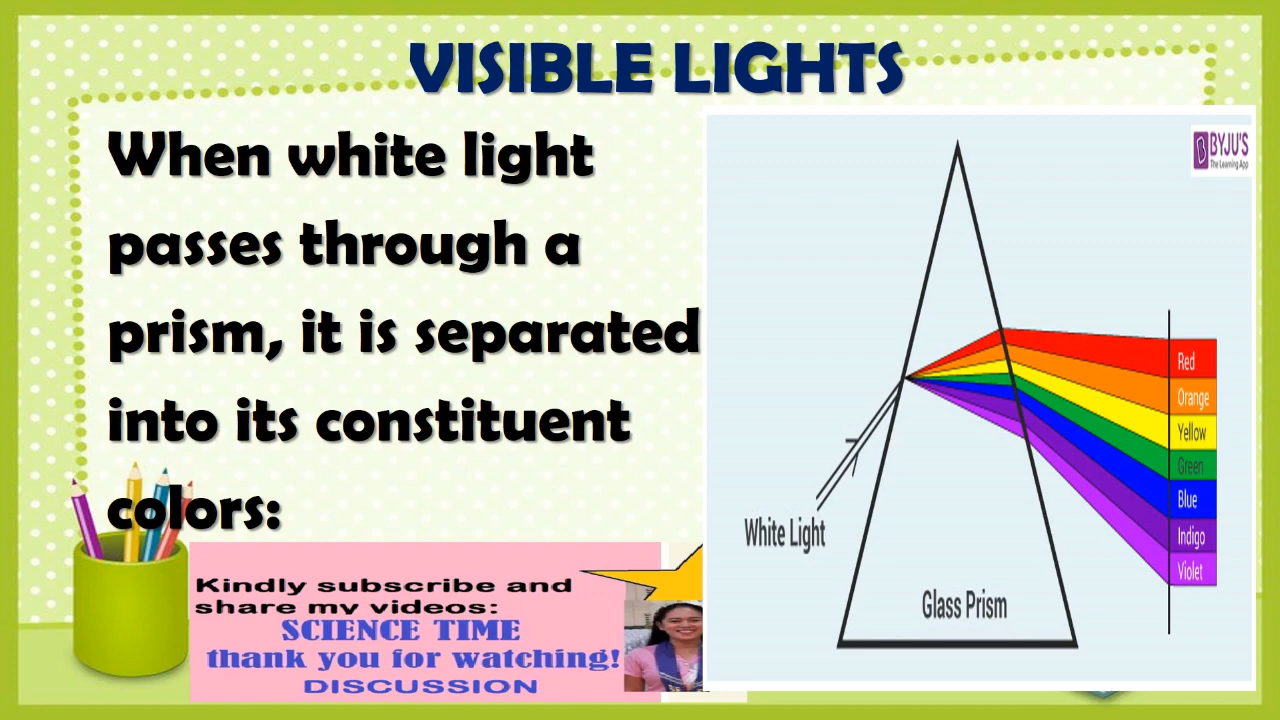 VISIBLE LIGHTS
When white light
passes through a
prism, it is separated
into its constituent
colors:
BYJU'S
The Learning App
Red
Orange
Yellow
Green
Blue
Indigo
Violet
White Light
Glass Prism
Kindly subscribe and
share my videos:
SCIENCE TIME
thank you for watching!
DISCUSSION